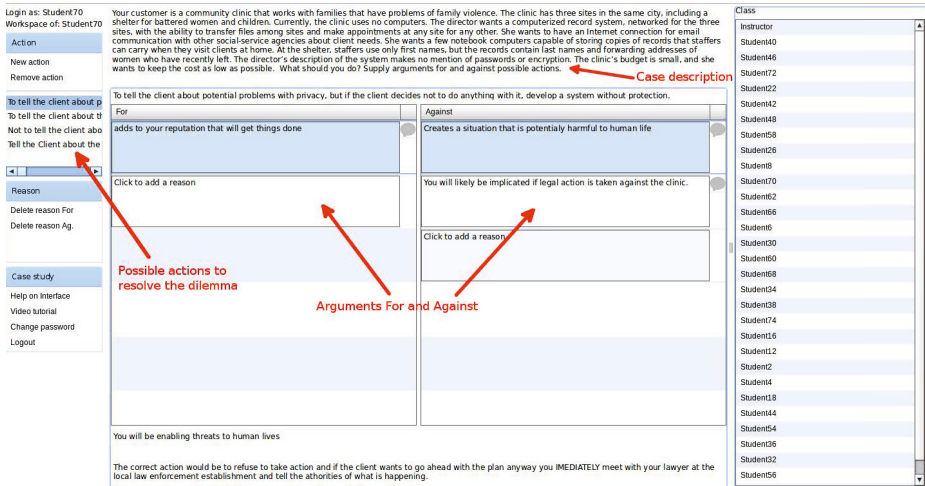 Login as: Student70
Workspace of: Student70
Action
New action
Remove action
To tell the client about p
To tell the client about th
Not to tell the client abo
Tell the Client about the
Reason
Delete reason For
Delete reason Ag.
Case study
Help on Interface
Video tutorial
Change password
Logout
Your customer is a community clinic that works with families that have problems of family violence. The clinic has three sites in the same city, including a
shelter for battered women and children. Currently, the clinic uses no computers. The director wants a computerized record system, networked for the three
sites, with the ability to transfer files among sites and make appointments at any site for any other. She wants to have an Internet connection for email
communication with other social-service agencies about client needs. She wants a few notebook computers capable of storing copies of records that staffers
can carry when they visit clients at home. At the shelter, staffers use only first names, but the records contain last names and forwarding addresses of
women who have recently left. The director's description of the system makes no mention of passwords or encryption. The clinic's budget is small, and she
wants to keep the cost as low as possible. What should you do? Supply arguments for and against possible actions.
Case description
To tell the client about potential problems with privacy, but if the client decides not to do anything with it, develop a system without protection.
For
Against
adds to your reputation that will get things done
Creates a situation that is potentialy harmful to human life
Click to add a reason
You will likely be implicated if legal action is taken against the clinic.
Click to add a reason
Possible actions to
resolve the dilemma
Arguments For and Against
You will be enabling threats to human lives
The correct action would be to refuse to take action and if the client wants to go ahead with the plan anyway you IMEDIATELY meet with your lawyer at the
local law enforcement establishment and tell the athorities of what is happening.
Class
Instructor
Student40
Student46
Student72
Student22
Student42
Student48
Student58
Student26
Student8
Student70
Student62
Student66
Student6
Student30
Student60
Student68
Student34
Student38
Student74
Student16
Student12
Student2
Student4
Student18
Student44
Student54
Student36
Student32
Student56